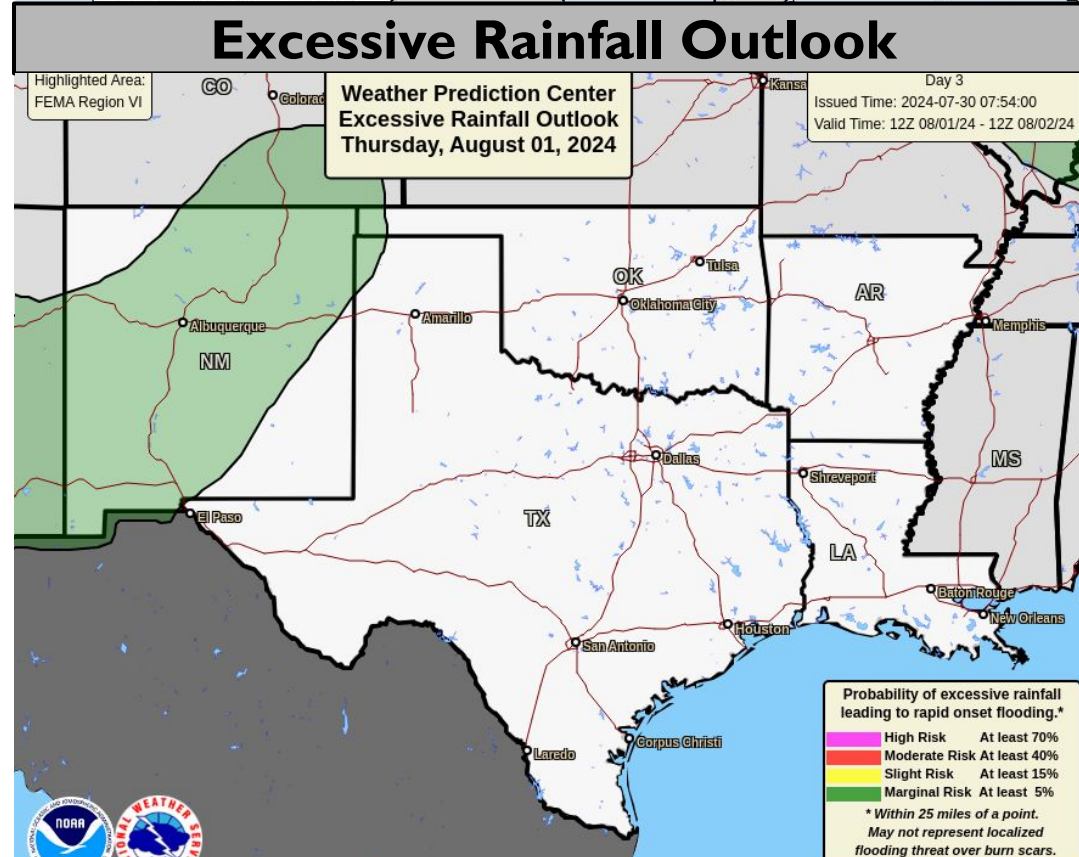 Excessive Rainfall Outlook
Highlighted Area:
FEMA Region VI
Weather Prediction Center
Excessive Rainfall Outlook
Thursday, August 01, 2024
Day 3
Issued Time: 2024-07-30 07:54:00
Valid Time: 12Z 08/01/24 - 12Z 08/02/24
CO
Colorad
Kansa
OK
Tulsa
Oklahoma City
AR
Amarillo
Albuquerque
Memphis
NM
Dallas
MS
Shreveport
El Paso
TX
LA
Baton Rouge
New Orleans
Houston
San Antonio
Corpus Christi
Laredo
Probability of excessive rainfall
leading to rapid onset flooding.*
High Risk At least 70%
Moderate Risk At least 40%
Slight Risk At least 15%
Marginal Risk At least 5%
* Within 25 miles of a point.
May not represent localized
flooding threat over burn scars.
NOAA
NAL WEATHER SERV